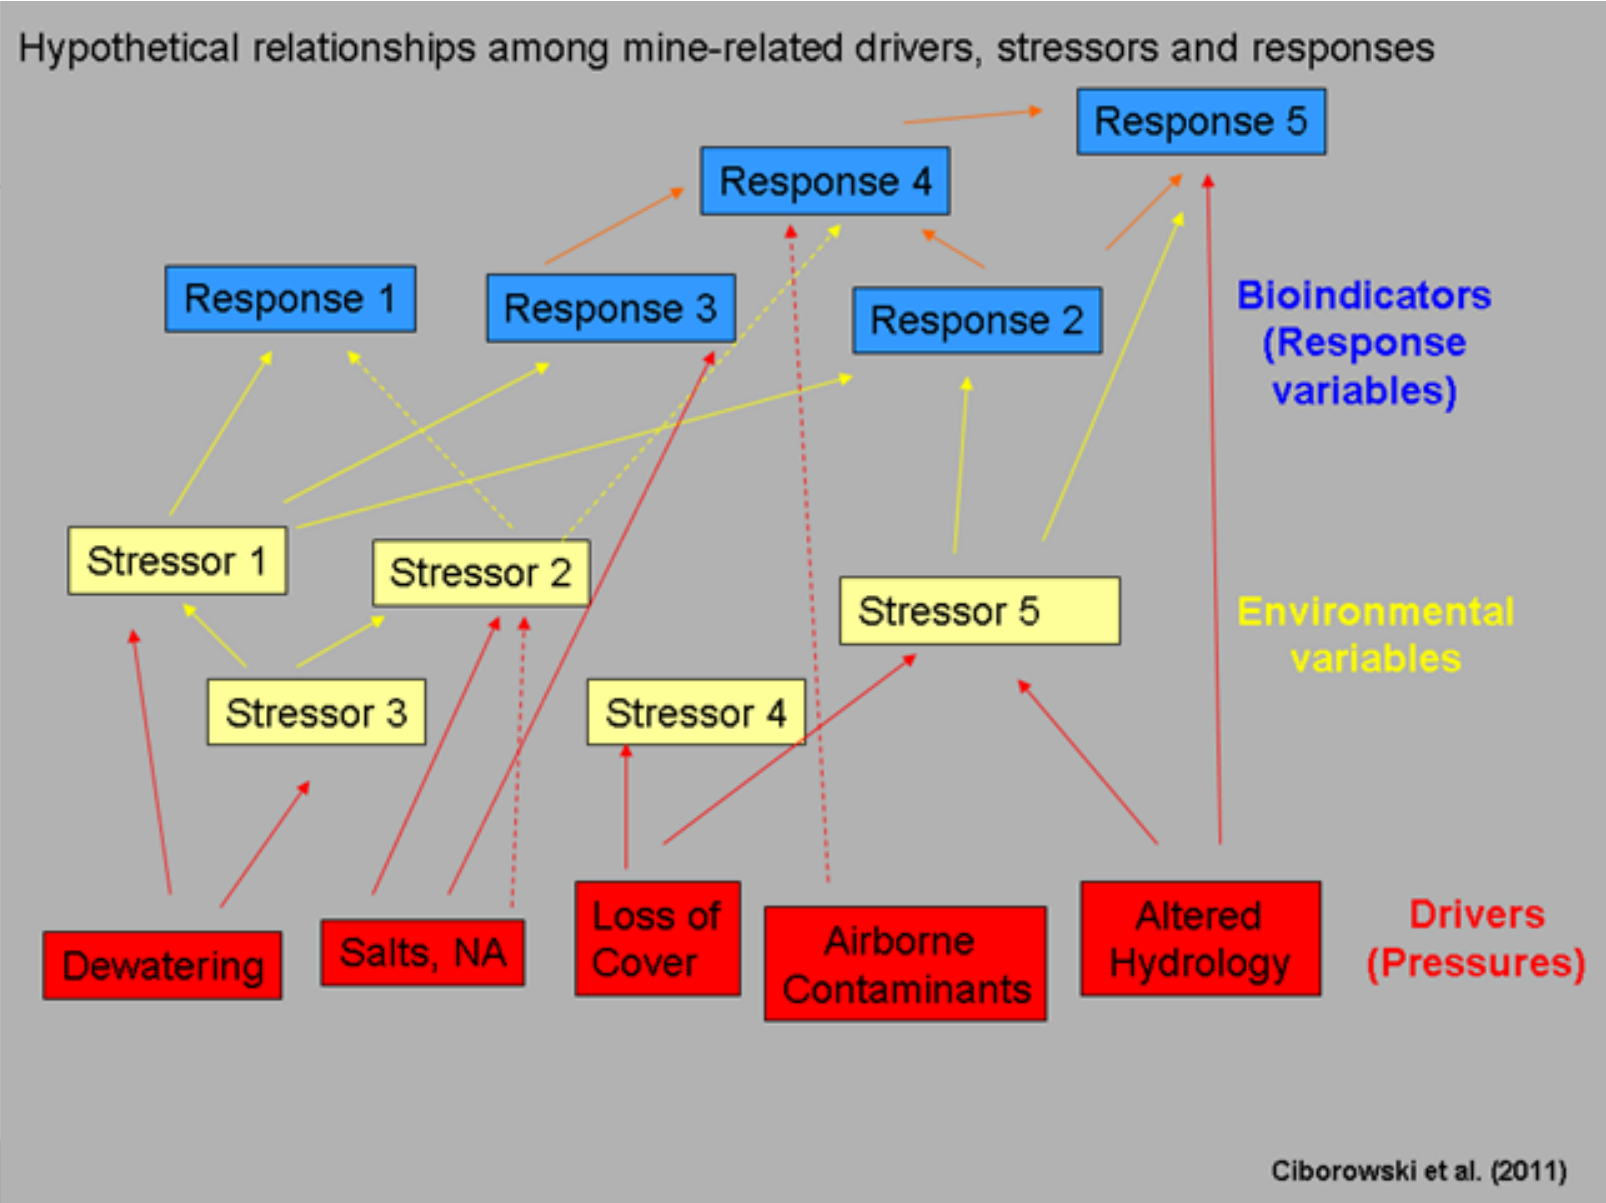 Hypothetical relationships among mine-related drivers, stressors and responses
Response 5
Response 4
Response 1
Response 3
Response 2
Bioindicators
(Response
variables)
Stressor 1
Stressor 2
Stressor 5
Environmental
variables
Stressor 3
Stressor 4
Dewatering
Salts, NA
Loss of
Cover
Airborne
Contaminants
Altered
Hydrology
Drivers
(Pressures)
Ciborowski et al. (2011)